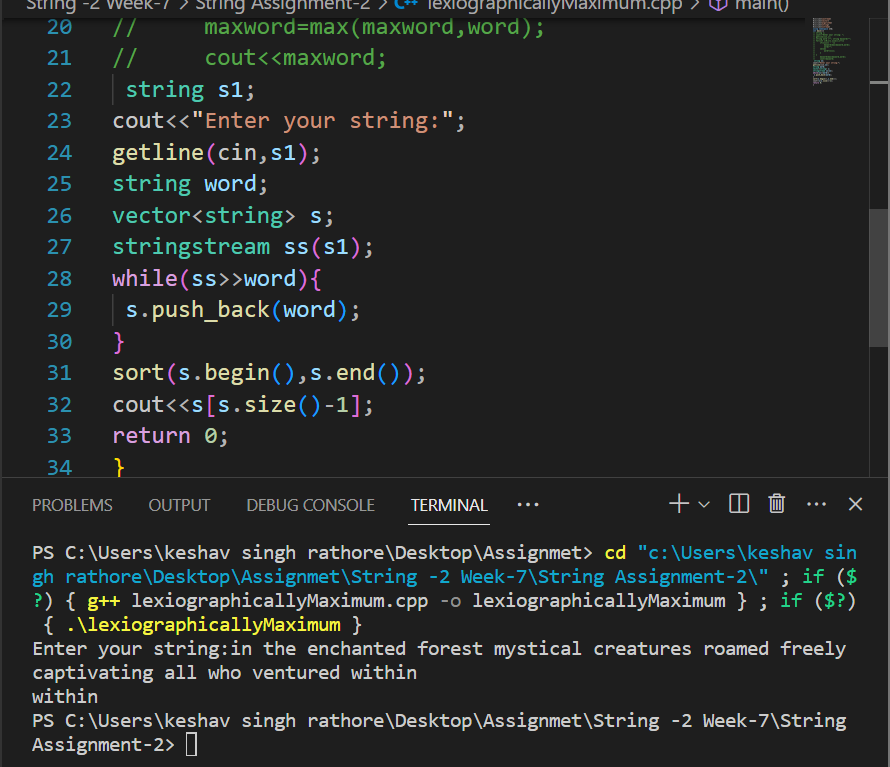 String -2 Week-7 > String Assignment-2 > lexiographicallyMaximum.cpp > main()
20 //      maxword=max(maxword,word);
21 //      cout<<maxword;
22  string s1;
23 cout<<"Enter your string:";
24 getline(cin,s1);
25 string word;
26 vector<string> s;
27 stringstream ss(s1);
28 while(ss>>word){
29  s.push_back(word);
30 }
31 sort(s.begin(),s.end());
32 cout<<s[s.size()-1];
33 return 0;
34 }
PROBLEMS OUTPUT DEBUG CONSOLE TERMINAL
PS C:\Users\keshav singh rathore\Desktop\Assignmet> cd "c:\Users\keshav sin
gh rathore\Desktop\Assignmet\String -2 Week-7\String Assignment-2\" ; if ($
?) { g++ lexiographicallyMaximum.cpp -o lexiographicallyMaximum } ; if ($?)
 { .\lexiographicallyMaximum }
Enter your string:in the enchanted forest mystical creatures roamed freely
captivating all who ventured within
within
PS C:\Users\keshav singh rathore\Desktop\Assignmet\String -2 Week-7\String
Assignment-2>